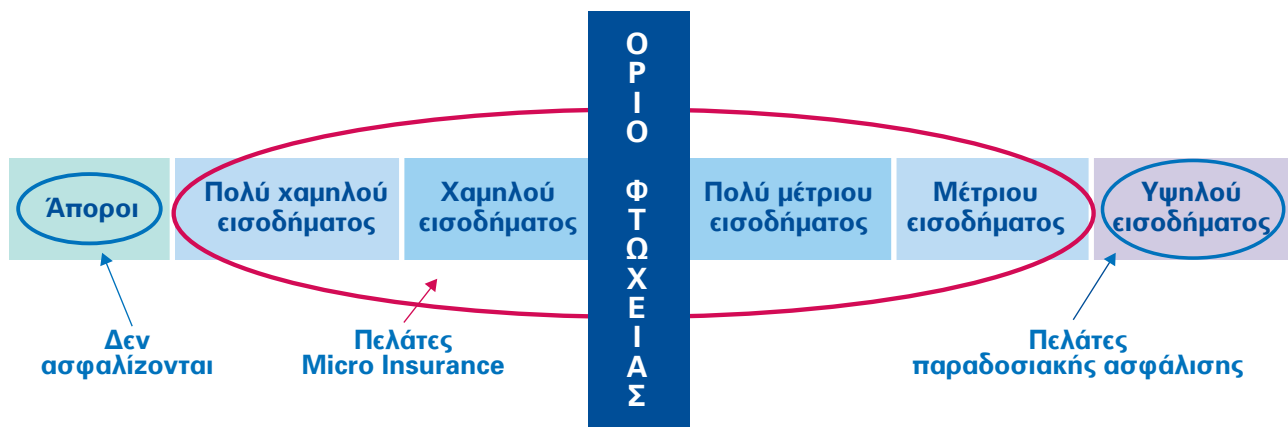 ΟΡΙΟ ΦΤΩΧΕΙΑΣ
Άποροι
Πολύ χαμηλού
εισοδήματος
Χαμηλού
εισοδήματος
Πολύ μέτριου
εισοδήματος
Μέτριου
εισοδήματος
Υψηλού
εισοδήματος
Δεν
ασφαλίζονται
Πελάτες
Micro Insurance
Πελάτες
παραδοσιακής ασφάλισης